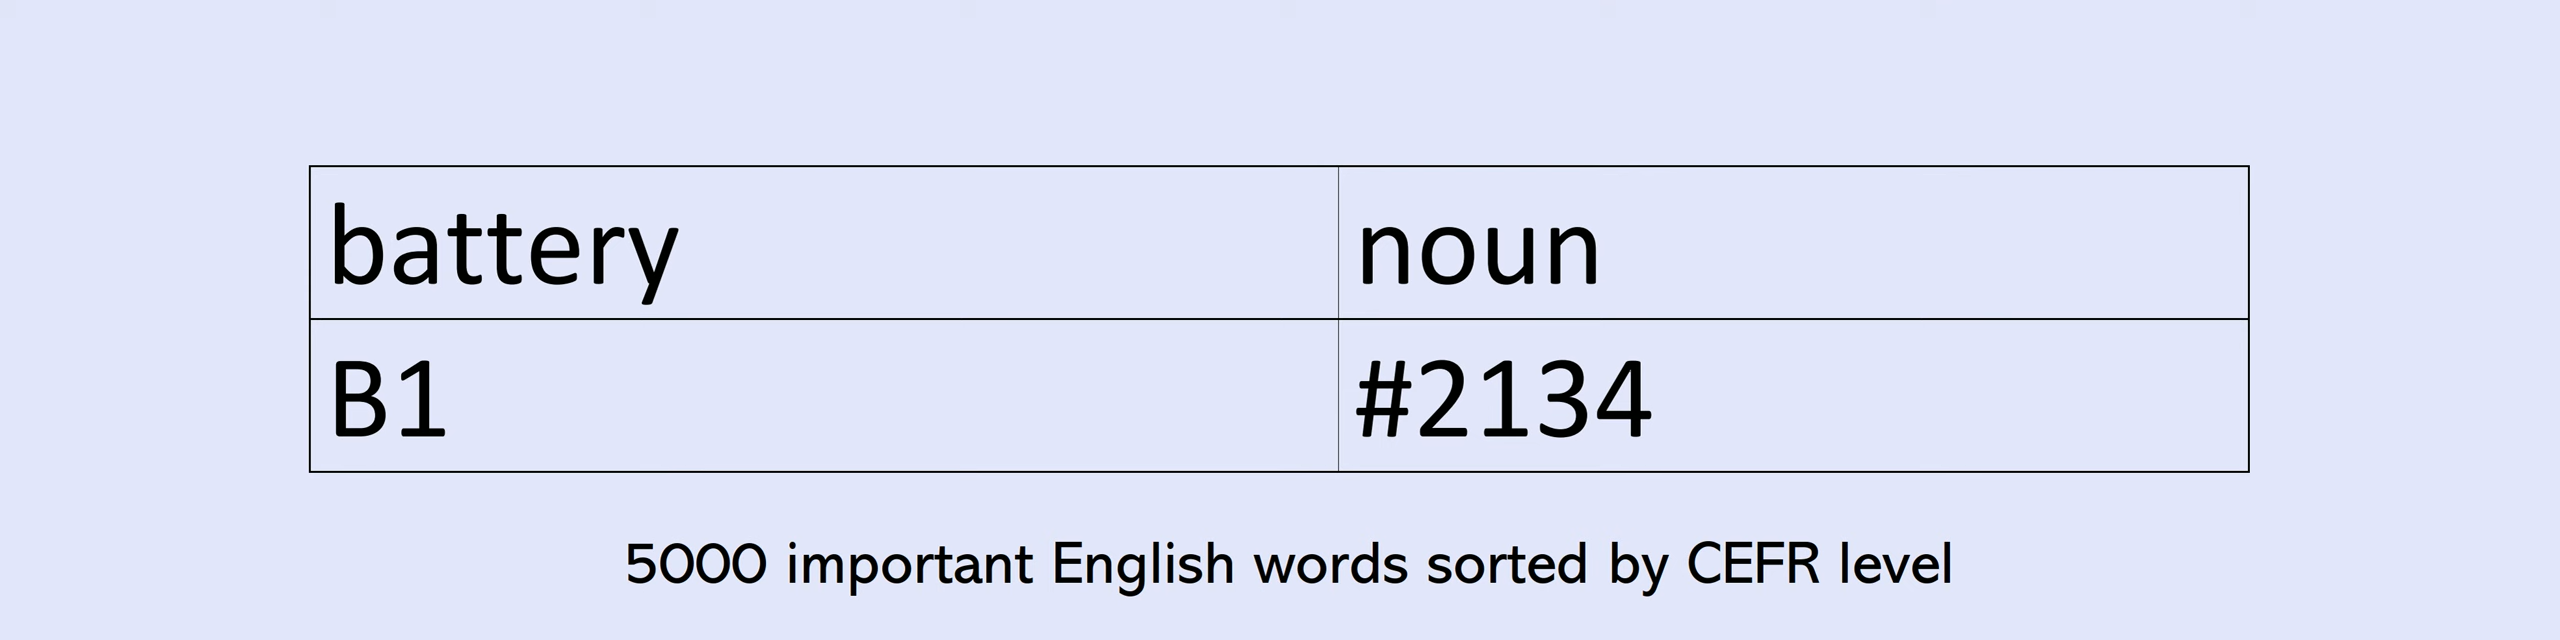 battery noun
B1 #2134
5000 important English words sorted by CEFR level